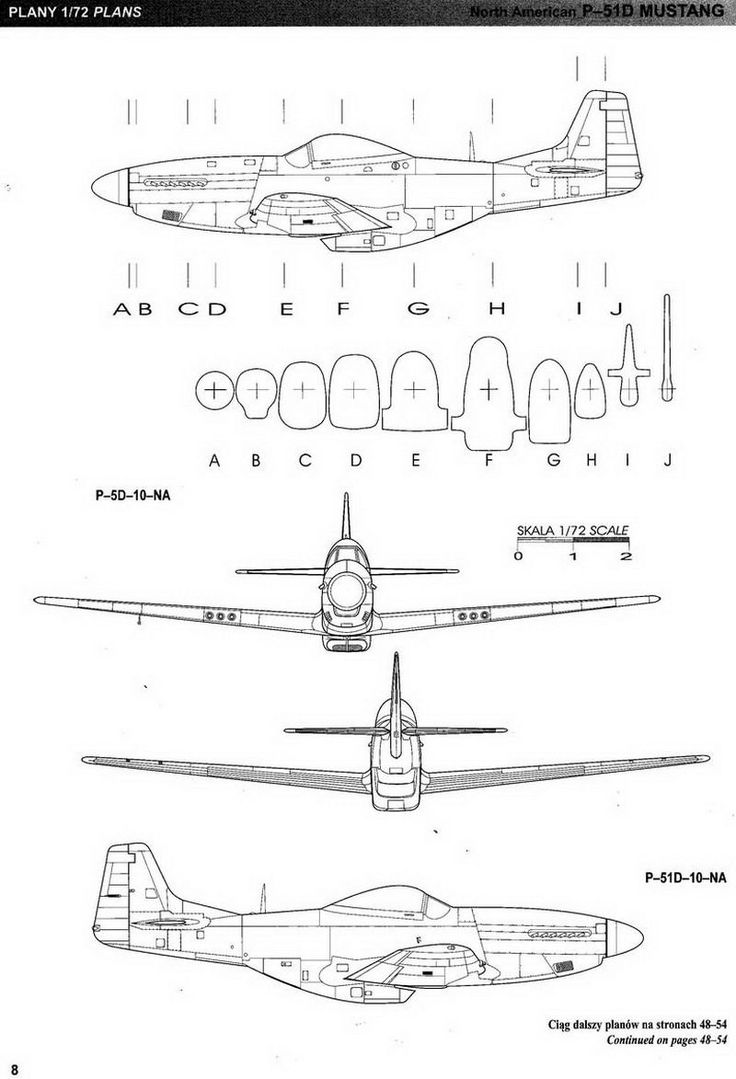 PLANY 1/72 PLANS
North American P–51D MUSTANG
A B C D E F G H I J
A B C D E F G H I J
P–5D–10–NA
SKALA 1/72 SCALE
0 1 2
P–51D–10–NA
Ciąg dalszy planów na stronach 48–54
Continued on pages 48–54
8